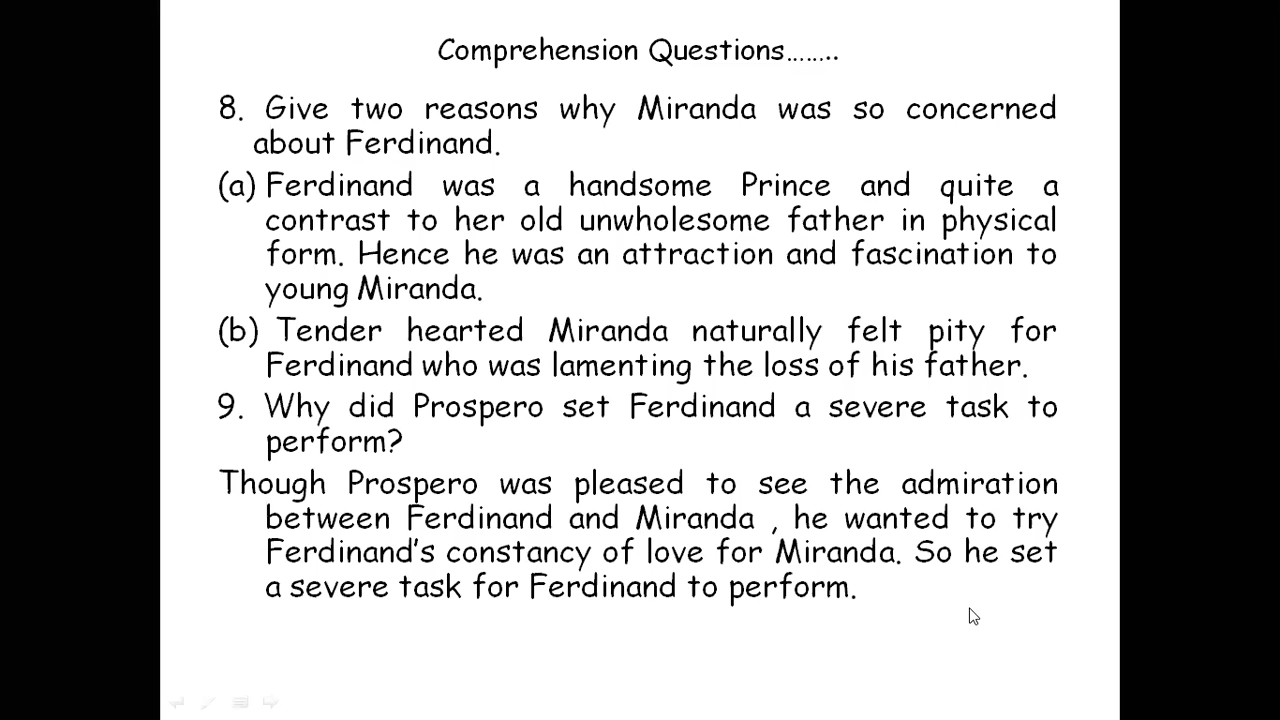 Comprehension Questions……..
8. Give two reasons why Miranda was so concerned
about Ferdinand.
(a) Ferdinand was a handsome Prince and quite a
contrast to her old unwholesome father in physical
form. Hence he was an attraction and fascination to
young Miranda.
(b) Tender hearted Miranda naturally felt pity for
Ferdinand who was lamenting the loss of his father.
9. Why did Prospero set Ferdinand a severe task to
perform?
Though Prospero was pleased to see the admiration
between Ferdinand and Miranda , he wanted to try
Ferdinand's constancy of love for Miranda. So he set
a severe task for Ferdinand to perform.